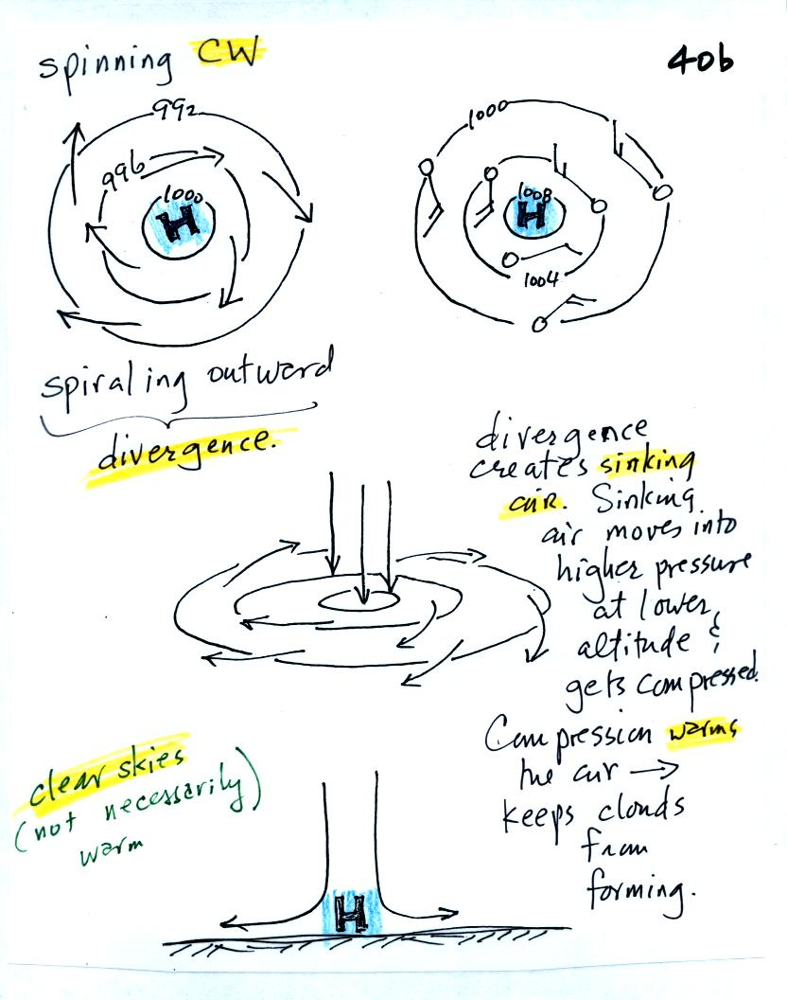 spinning CW
40b
992
996
1000
H
1000
1008
H
1004
spiraling outward
divergence.
divergence
creates sinking
air. Sinking
air moves into
higher pressure
at lower
altitude &
gets compressed.
Compression warms
the air →
keeps clouds
from
forming.
clear skies
(not necessarily)
warm
H